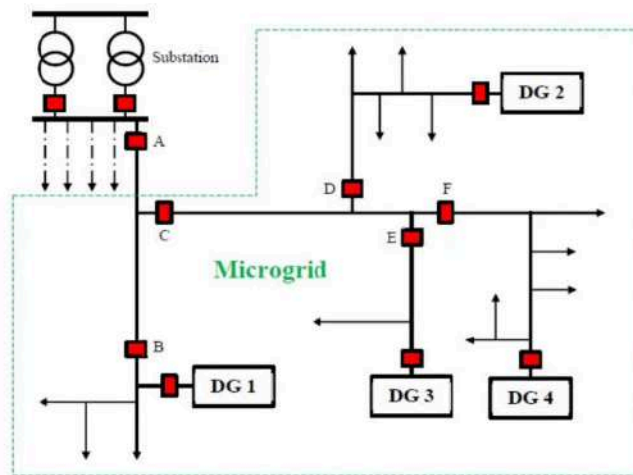 Substation
DG 2
A
D
F
C
E
Microgrid
B
DG 1
DG 3
DG 4